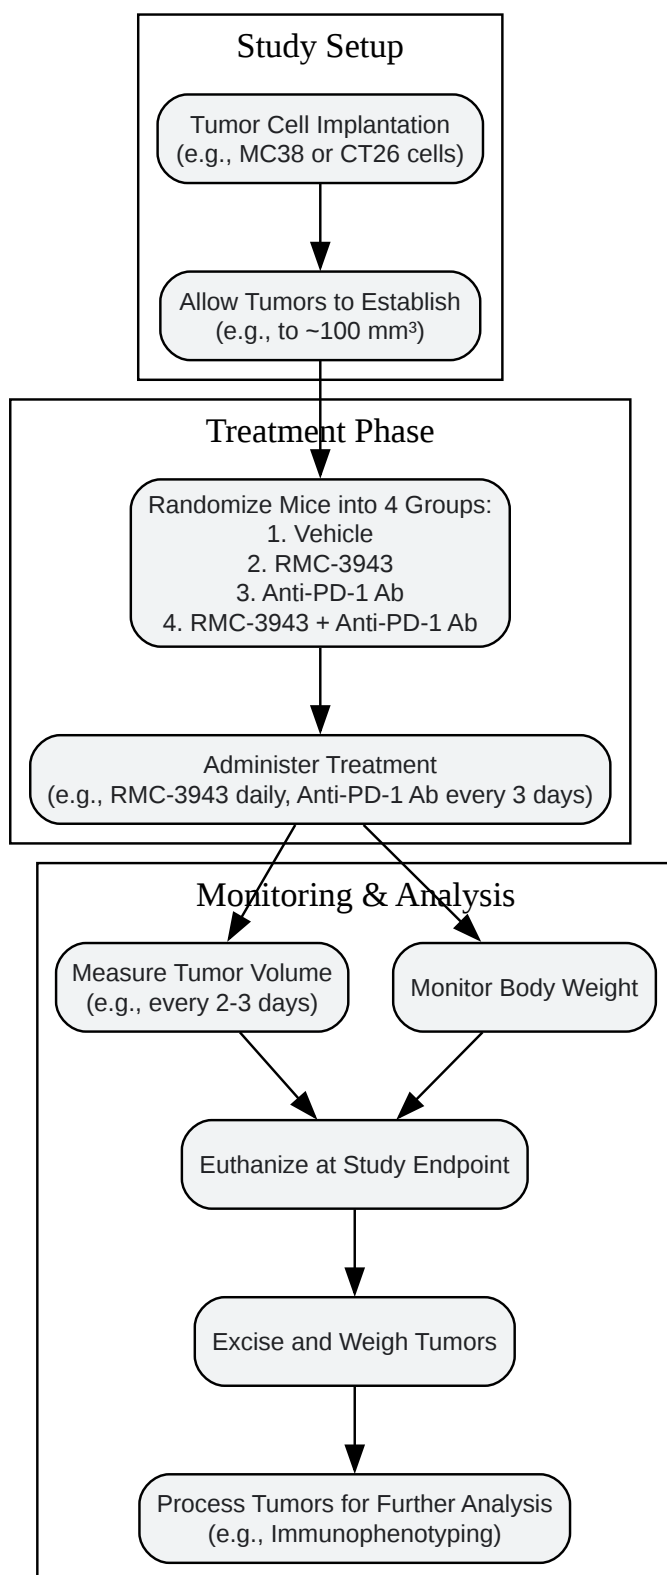 Study Setup
Tumor Cell Implantation
(e.g., MC38 or CT26 cells)
Allow Tumors to Establish
(e.g., to ~100 mm³)
Treatment Phase
Randomize Mice into 4 Groups:
1. Vehicle
2. RMC-3943
3. Anti-PD-1 Ab
4. RMC-3943 + Anti-PD-1 Ab
Administer Treatment
(e.g., RMC-3943 daily, Anti-PD-1 Ab every 3 days)
Monitoring & Analysis
Measure Tumor Volume
(e.g., every 2-3 days)
Monitor Body Weight
Euthanize at Study Endpoint
Excise and Weigh Tumors
Process Tumors for Further Analysis
(e.g., Immunophenotyping)